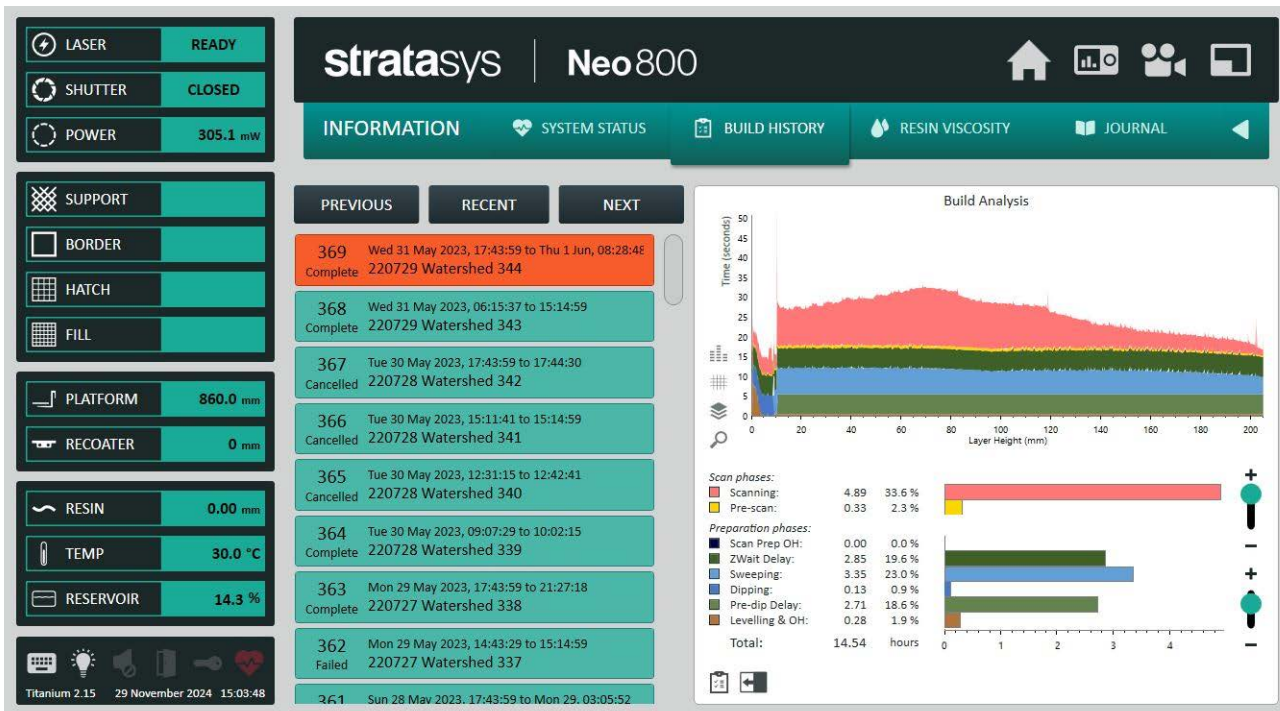 LASER READY
SHUTTER CLOSED
POWER 305.1 mW
SUPPORT
BORDER
HATCH
FILL
PLATFORM 860.0 mm
RECOATER 0 mm
RESIN 0.00 mm
TEMP 30.0 °C
RESERVOIR 14.3 %
Titanium 2.15 29 November 2024 15:03:48
stratasys | Neo800
INFORMATION SYSTEM STATUS BUILD HISTORY RESIN VISCOSITY JOURNAL
PREVIOUS RECENT NEXT
369 Wed 31 May 2023, 17:43:59 to Thu 1 Jun, 08:28:48
Complete 220729 Watershed 344
368 Wed 31 May 2023, 06:15:37 to 15:14:59
Complete 220729 Watershed 343
367 Tue 30 May 2023, 17:43:59 to 17:44:30
Cancelled 220728 Watershed 342
366 Tue 30 May 2023, 15:11:41 to 15:14:59
Cancelled 220728 Watershed 341
365 Tue 30 May 2023, 12:31:15 to 12:42:41
Cancelled 220728 Watershed 340
364 Tue 30 May 2023, 09:07:29 to 10:02:15
Complete 220728 Watershed 339
363 Mon 29 May 2023, 17:43:59 to 21:27:18
Complete 220727 Watershed 338
362 Mon 29 May 2023, 14:43:29 to 15:14:59
Failed 220727 Watershed 337
361 Sun 28 May 2023, 17:43:59 to Mon 29, 03:05:52
Build Analysis
Time (seconds)
50
45
40
35
30
25
20
15
10
5
0
0 20 40 60 80 100 120 140 160 180 200
Layer Height (mm)
Scan phases:
Scanning: 4.89 33.6 %
Pre-scan: 0.33 2.3 %
Preparation phases:
Scan Prep OH: 0.00 0.0 %
ZWait Delay: 2.85 19.6 %
Sweeping: 3.35 23.0 %
Dipping: 0.13 0.9 %
Pre-dip Delay: 2.71 18.6 %
Levelling & OH: 0.28 1.9 %
Total: 14.54 hours
0 1 2 3 4